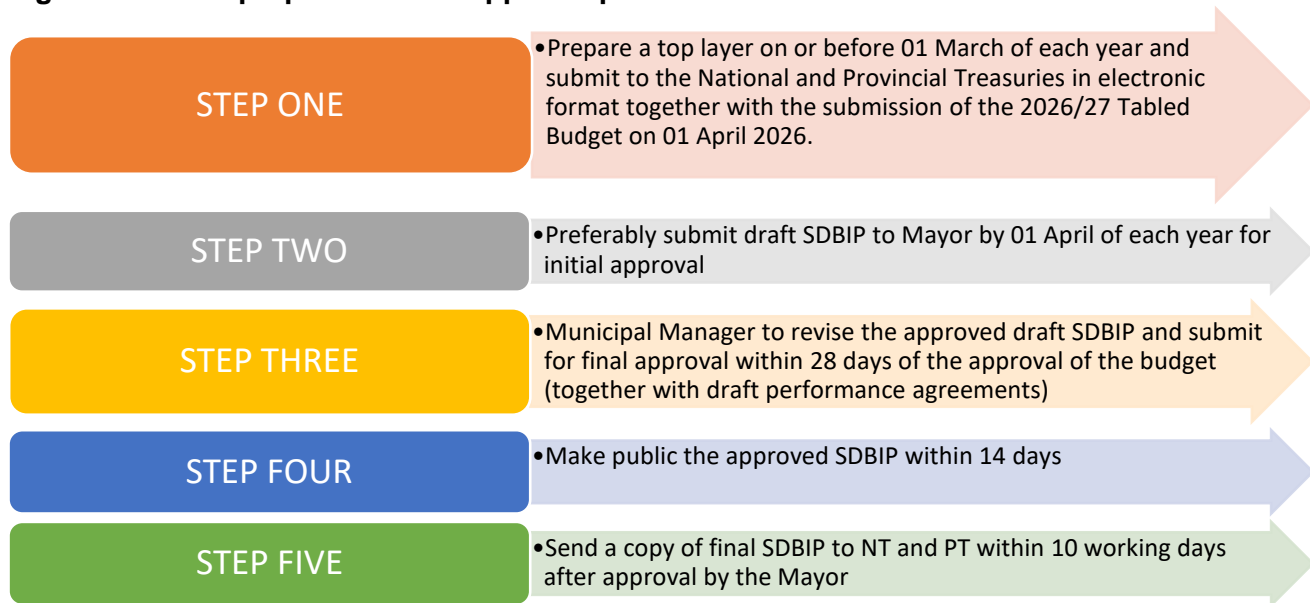 STEP ONE
•Prepare a top layer on or before 01 March of each year and
submit to the National and Provincial Treasuries in electronic
format together with the submission of the 2026/27 Tabled
Budget on 01 April 2026.
STEP TWO
•Preferably submit draft SDBIP to Mayor by 01 April of each year for
initial approval
STEP THREE
•Municipal Manager to revise the approved draft SDBIP and submit
for final approval within 28 days of the approval of the budget
(together with draft performance agreements)
STEP FOUR
•Make public the approved SDBIP within 14 days
STEP FIVE
•Send a copy of final SDBIP to NT and PT within 10 working days
after approval by the Mayor